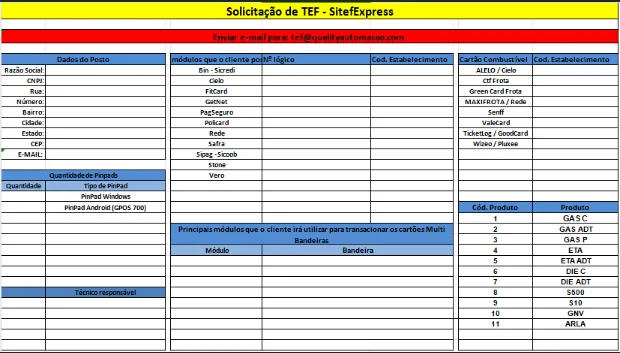 Solicitação de TEF - SitefExpress
Enviar e-mail para: tef@qualityautomacao.com
Dados do Posto
Razão Social:
CNPJ:
Rua:
Número:
Bairro:
Cidade:
Estado:
CEP:
E-MAIL:
Quantidade de Pinpads
Quantidade Tipo de PinPad
PinPad Windows
PinPad Android (GPOS 700)
Técnico responsável
módulos que o cliente pos Nº lógico Cod. Estabelecimento
Bin - Sicredi
Cielo
FitCard
GetNet
PagSeguro
Policard
Rede
Safra
Sipag - Sicoob
Stone
Vero
Principais módulos que o cliente irá utilizar para transacionar os cartões Multi
Bandeiras
Módulo Bandeira
Cartão Combustível Cod. Estabelecimento
ALELO / Cielo
Ctf Frota
Green Card Frota
MAXIFROTA / Rede
Senff
ValeCard
TicketLog / GoodCard
Wizeo / Pluxee
Cód. Produto Produto
1 GAS C
2 GAS ADT
3 GAS P
4 ETA
5 ETA ADT
6 DIE C
7 DIE ADT
8 S500
9 S10
10 GNV
11 ARLA